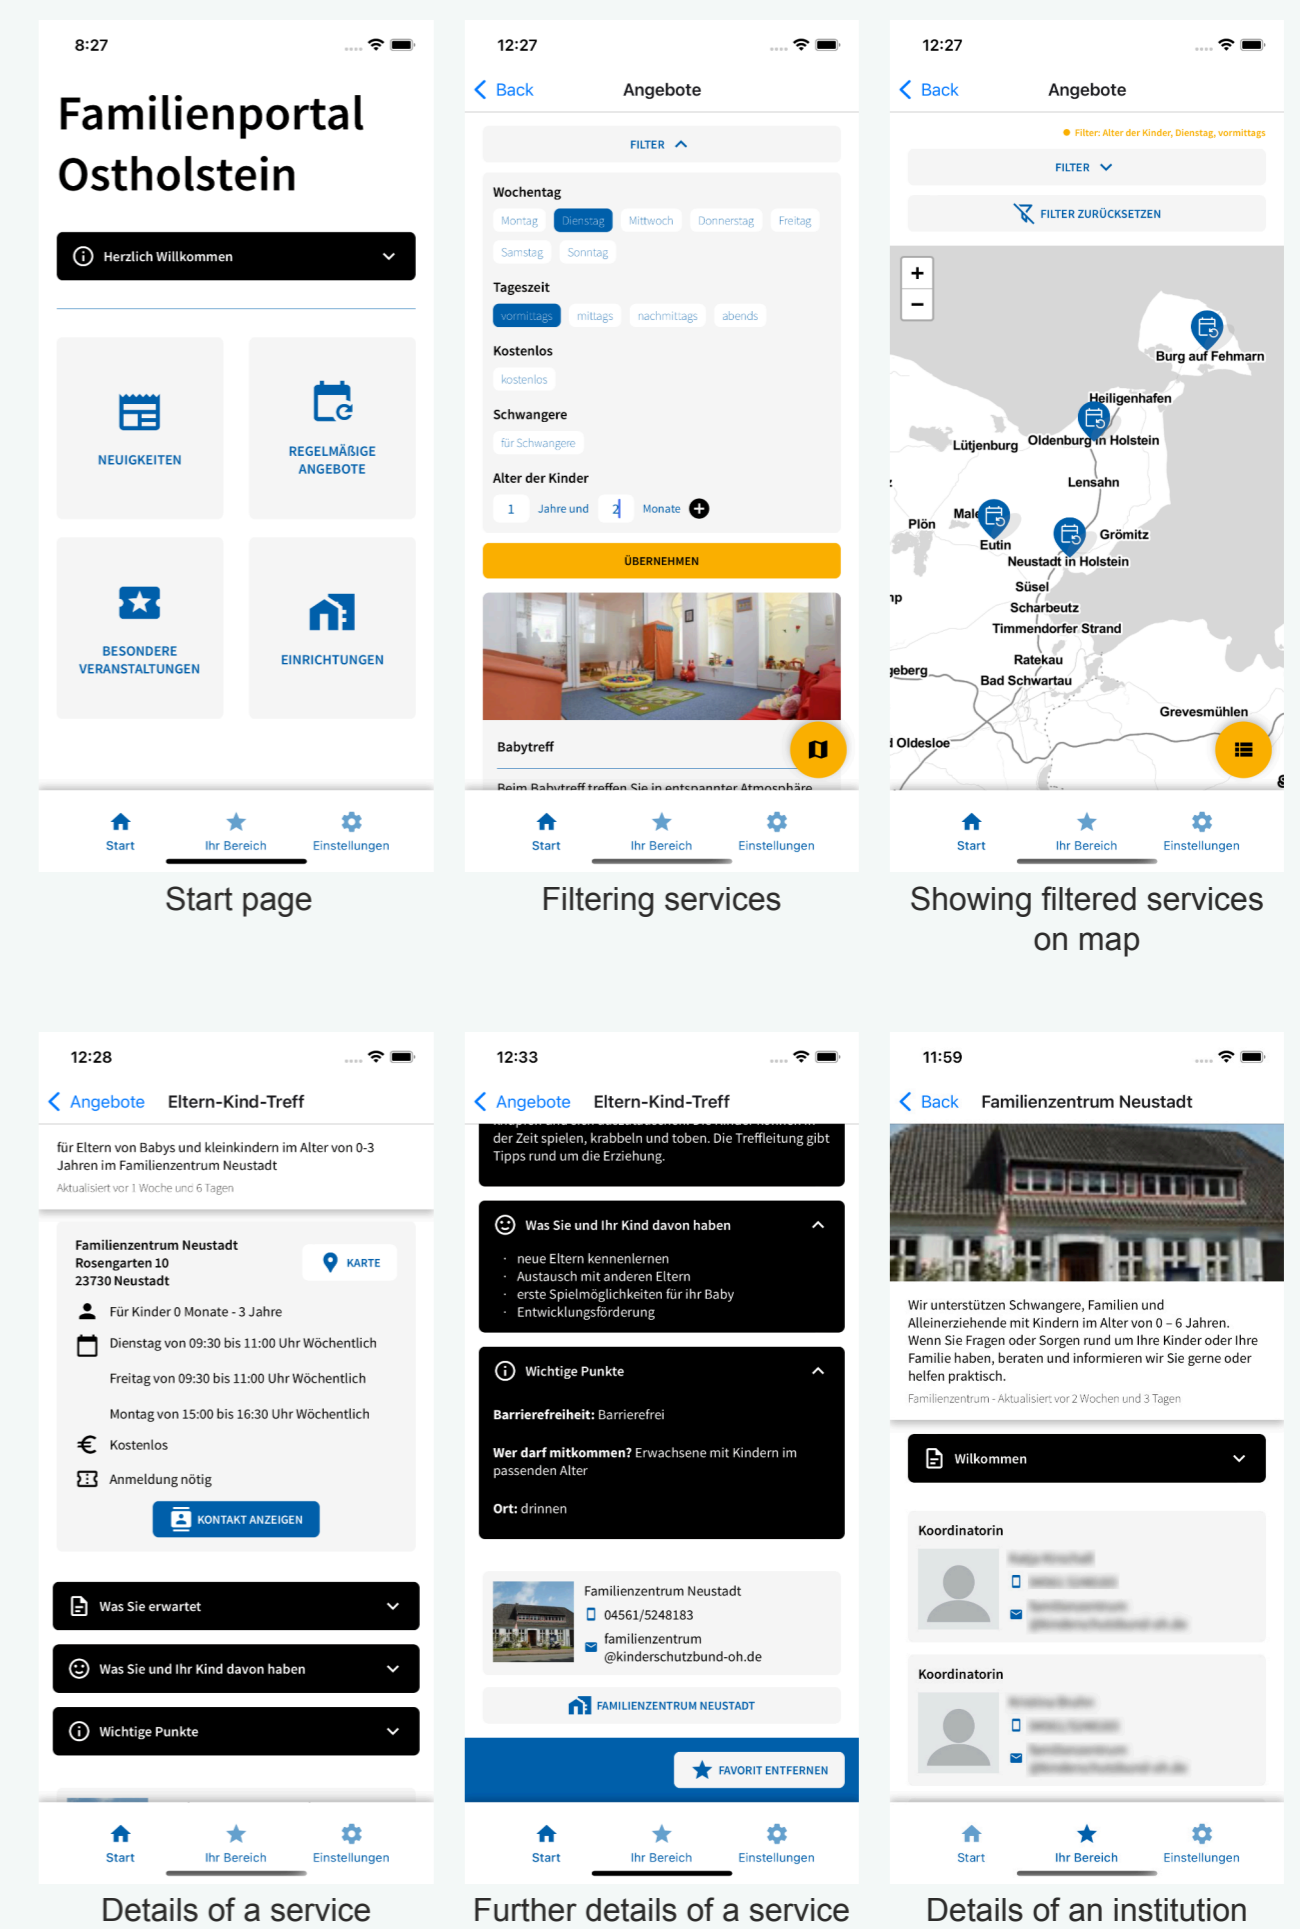 8:27
Familienportal
Ostholstein
Herzlich Willkommen
NEUIGKEITEN
REGELMÄßIGE
ANGEBOTE
BESONDERE
VERANSTALTUNGEN
EINRICHTUNGEN
Start
Ihr Bereich
Einstellungen
Start page
12:27
Back
Angebote
FILTER
Wochentag
Montag
Dienstag
Mittwoch
Donnerstag
Freitag
Samstag
Sonntag
Tageszeit
vormittags
mittags
nachmittags
abends
Kostenlos
kostenlos
Schwangere
für Schwangere
Alter der Kinder
1 Jahre und 2 Monate
ÜBERNEHMEN
Babytreff
Beim Babytreff treffen Sie in entspannter Atmosphäre
Start
Ihr Bereich
Einstellungen
Filtering services
12:27
Back
Angebote
Filter: Alter der Kinder, Dienstag, vormittags
FILTER
FILTER ZURÜCKSETZEN
+
−
Burg auf Fehmarn
Heiligenhafen
Lütjenburg
Oldenburg in Holstein
Lensahn
Plön
Male
Eutin
Grömitz
Neustadt in Holstein
Süsel
Scharbeutz
Timmendorfer Strand
Ratekau
geberg
Bad Schwartau
Grevesmühlen
d Oldesloe
Start
Ihr Bereich
Einstellungen
Showing filtered services
on map
12:28
Angebote
Eltern-Kind-Treff
für Eltern von Babys und kleinkindern im Alter von 0-3
Jahren im Familienzentrum Neustadt
Aktualisiert vor 1 Woche und 6 Tagen
Familienzentrum Neustadt
Rosengarten 10
23730 Neustadt
KARTE
Für Kinder 0 Monate - 3 Jahre
Dienstag von 09:30 bis 11:00 Uhr Wöchentlich
Freitag von 09:30 bis 11:00 Uhr Wöchentlich
Montag von 15:00 bis 16:30 Uhr Wöchentlich
Kostenlos
Anmeldung nötig
KONTAKT ANZEIGEN
Was Sie erwartet
Was Sie und Ihr Kind davon haben
Wichtige Punkte
Start
Ihr Bereich
Einstellungen
Details of a service
12:33
Angebote
Eltern-Kind-Treff
der Zeit spielen, krabbeln und toben. Die Treffleitung gibt
Tipps rund um die Erziehung.
Was Sie und Ihr Kind davon haben
· neue Eltern kennenlernen
· Austausch mit anderen Eltern
· erste Spielmöglichkeiten für ihr Baby
· Entwicklungsförderung
Wichtige Punkte
Barrierefreiheit: Barrierefrei
Wer darf mitkommen? Erwachsene mit Kindern im
passenden Alter
Ort: drinnen
Familienzentrum Neustadt
04561/5248183
familienzentrum
@kinderschutzbund-oh.de
FAMILIENZENTRUM NEUSTADT
FAVORIT ENTFERNEN
Start
Ihr Bereich
Einstellungen
Further details of a service
11:59
Back
Familienzentrum Neustadt
Wir unterstützen Schwangere, Familien und
Alleinerziehende mit Kindern im Alter von 0 – 6 Jahren.
Wenn Sie Fragen oder Sorgen rund um Ihre Kinder oder Ihre
Familie haben, beraten und informieren wir Sie gerne oder
helfen praktisch.
Familienzentrum - Aktualisiert vor 2 Wochen und 3 Tagen
Wilkommen
Koordinatorin
Koordinatorin
Start
Ihr Bereich
Einstellungen
Details of an institution